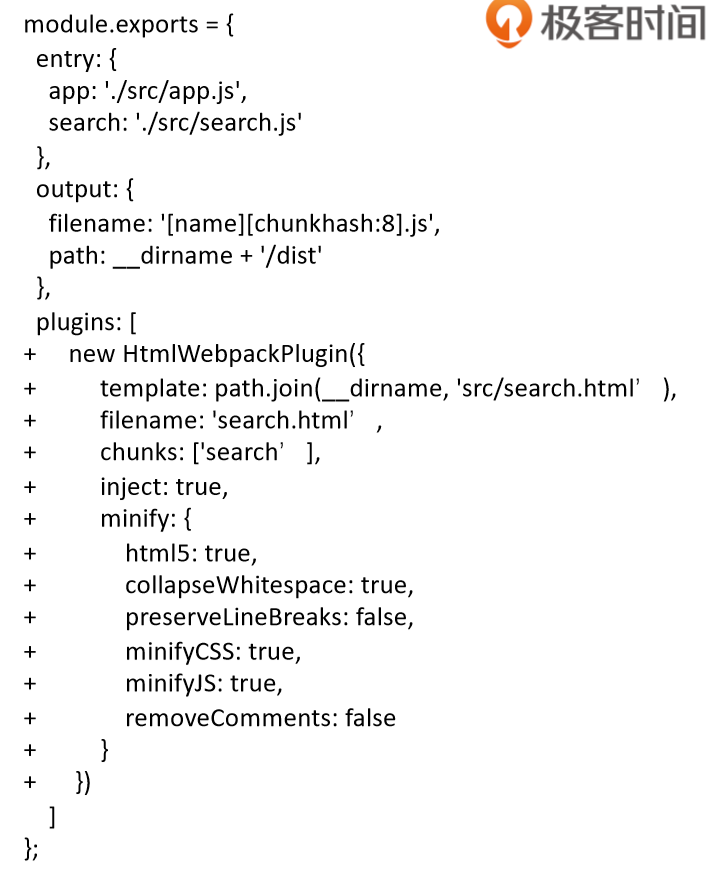 极客时间
module.exports = {
entry: {
app: './src/app.js',
search: './src/search.js'
},
output: {
filename: '[name][chunkhash:8].js',
path: __dirname + '/dist'
},
plugins: [
+ new HtmlWebpackPlugin({
+ template: path.join(__dirname, 'src/search.html’ ),
+ filename: 'search.html’ ,
+ chunks: ['search’ ],
+ inject: true,
+ minify: {
+ html5: true,
+ collapseWhitespace: true,
+ preserveLineBreaks: false,
+ minifyCSS: true,
+ minifyJS: true,
+ removeComments: false
+ }
+ })
]
};